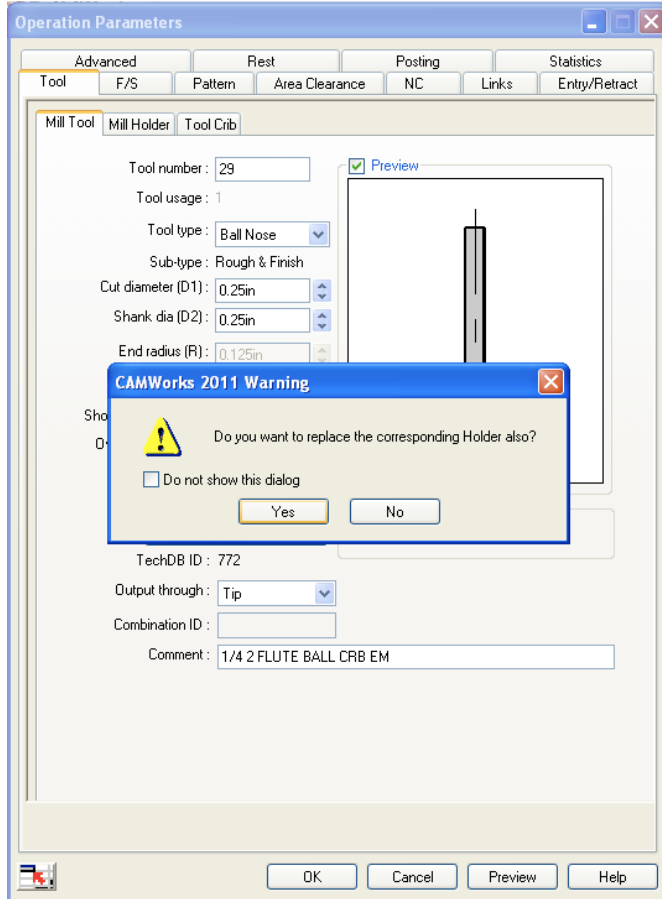 Operation Parameters
Advanced Rest Posting Statistics
Tool F/S Pattern Area Clearance NC Links Entry/Retract
Mill Tool Mill Holder Tool Crib
Tool number : 29
Preview
Tool usage : 1
Tool type : Ball Nose
Sub-type : Rough & Finish
Cut diameter (D1) : 0.25in
Shank dia (D2) : 0.25in
End radius (R) : 0.125in
CAMWorks 2011 Warning
Sho
Do you want to replace the corresponding Holder also?
Do not show this dialog
Yes No
TechDB ID : 772
Output through : Tip
Combination ID :
Comment : 1/4 2 FLUTE BALL CRB EM
OK Cancel Preview Help